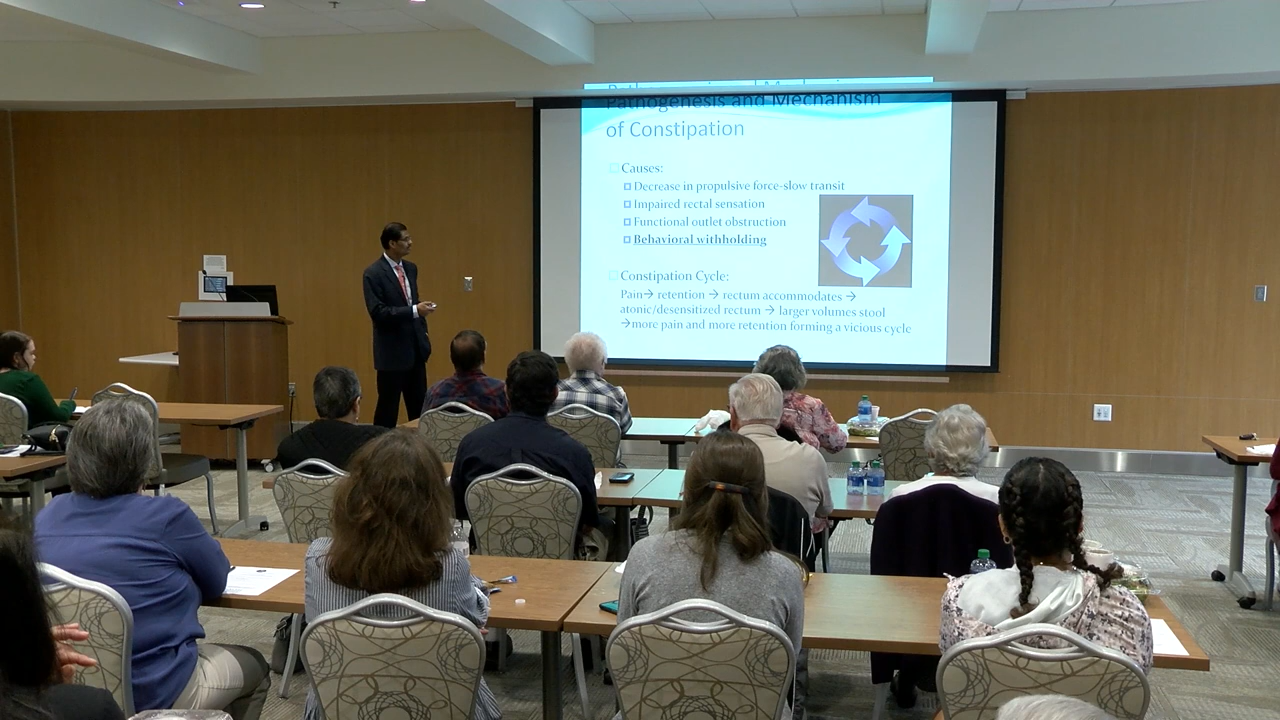 Pathogenesis and Mechanism
of Constipation
Causes:
Decrease in propulsive force-slow transit
Impaired rectal sensation
Functional outlet obstruction
Behavioral withholding
Constipation Cycle:
Pain→ retention → rectum accommodates →
atonic/desensitized rectum → larger volumes stool
→more pain and more retention forming a vicious cycle